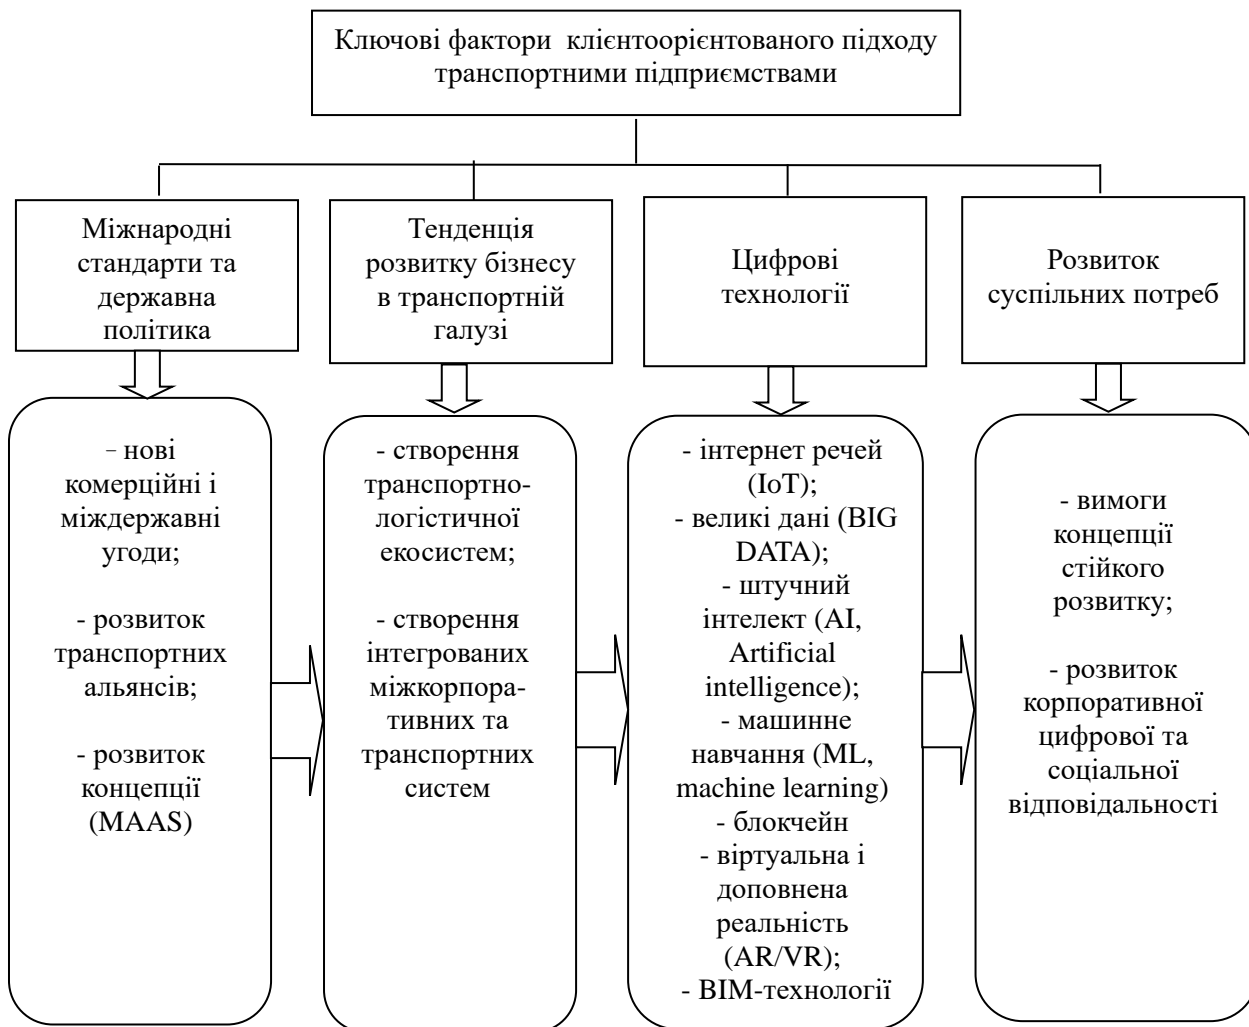 Ключові фактори клієнтоорієнтованого підходу
транспортними підприємствами
Міжнародні
стандарти та
державна
політика
Тенденція
розвитку бізнесу
в транспортній
галузі
Цифрові
технології
Розвиток
суспільних потреб
- нові
комерційні і
міждержавні
угоди;
- розвиток
транспортних
альянсів;
- розвиток
концепції
(MAAS)
- створення
транспортно-
логістичної
екосистем;
- створення
інтегрованих
міжкорпора-
тивних та
транспортних
систем
- інтернет речей
(IoT);
- великі дані (BIG
DATA);
- штучний
інтелект (AI,
Artificial
intelligence);
- машинне
навчання (ML,
machine learning)
- блокчейн
- віртуальна і
доповнена
реальність
(AR/VR);
- BIM-технології
- вимоги
концепції
стійкого
розвитку;
- розвиток
корпоративної
цифрової та
соціальної
відповідальності